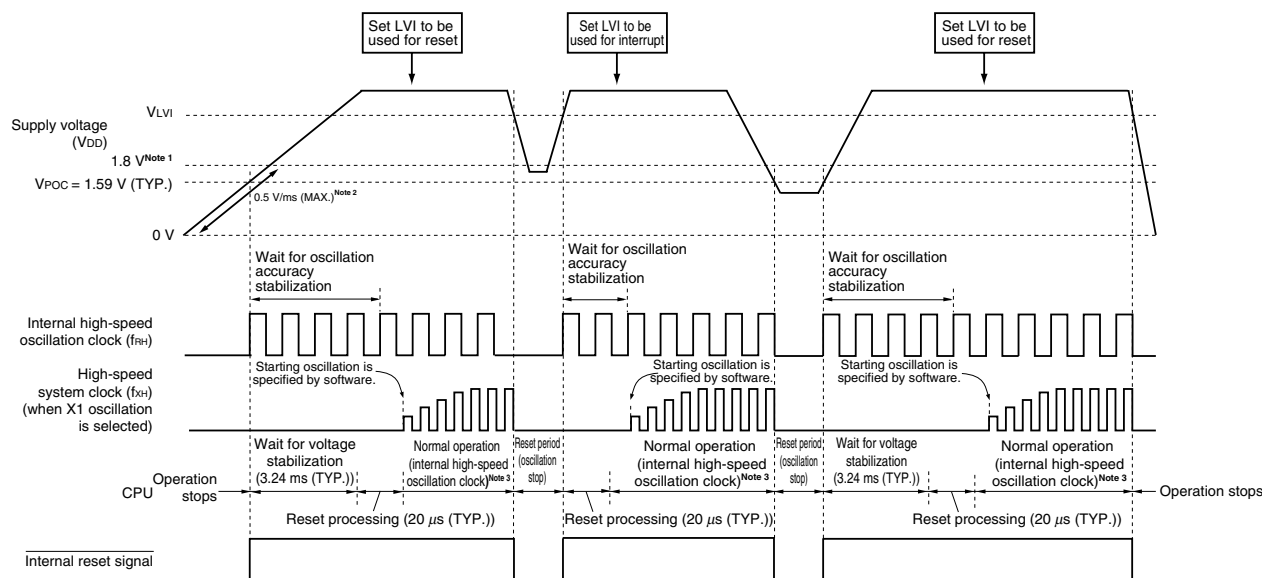 Set LVI to be
used for reset
Set LVI to be
used for interrupt
Set LVI to be
used for reset
VLVI
Supply voltage
(VDD)
1.8 VNote 1
VPOC = 1.59 V (TYP.)
0.5 V/ms (MAX.)Note 2
0 V
Wait for oscillation
accuracy
stabilization
Wait for oscillation
accuracy
stabilization
Wait for oscillation
accuracy
stabilization
Internal high-speed
oscillation clock (fRH)
Starting oscillation is
specified by software.
Starting oscillation is
specified by software.
Starting oscillation is
specified by software.
High-speed
system clock (fXH)
(when X1 oscillation
is selected)
Wait for voltage
stabilization
(3.24 ms (TYP.))
Normal operation
(internal high-speed
oscillation clock)Note 3
Reset period
(oscillation
stop)
Normal operation
(internal high-speed
oscillation clock)Note 3
Reset period
(oscillation
stop)
Wait for voltage
stabilization
(3.24 ms (TYP.))
Normal operation
(internal high-speed
oscillation clock)Note 3
CPU
Operation
stops
Operation stops
Reset processing (20 μs (TYP.))
Reset processing (20 μs (TYP.))
Reset processing (20 μs (TYP.))
Internal reset signal